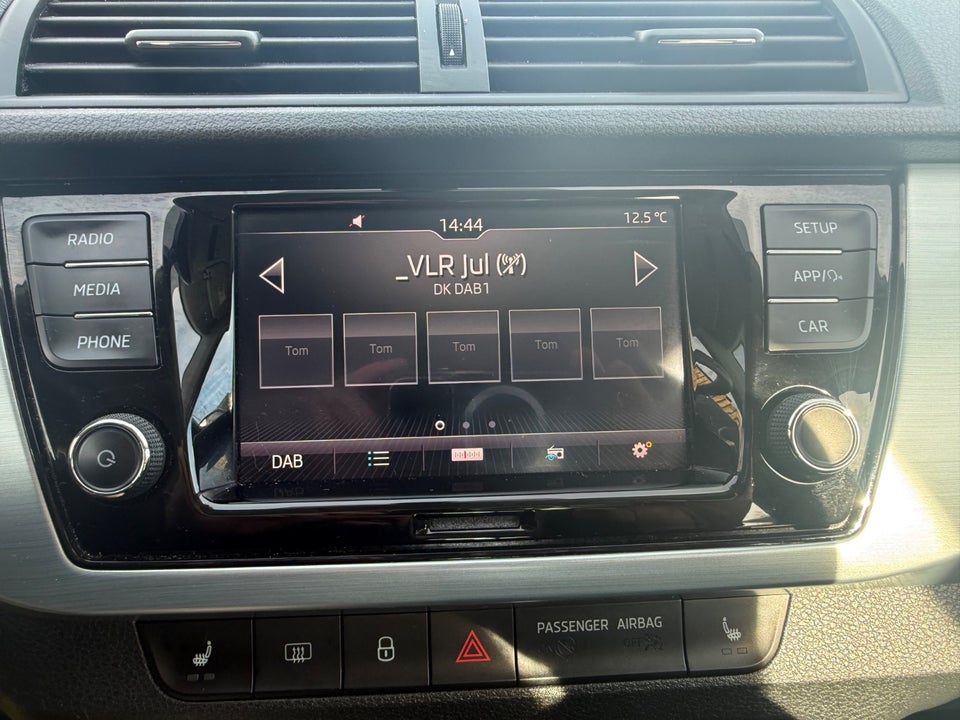 14:44
12.5 °C
RADIO
MEDIA
PHONE
_VLR Jul
DK DAB1
Tom
Tom
Tom
Tom
Tom
DAB
SETUP
APP/
CAR
PASSENGER AIRBAG
OFF